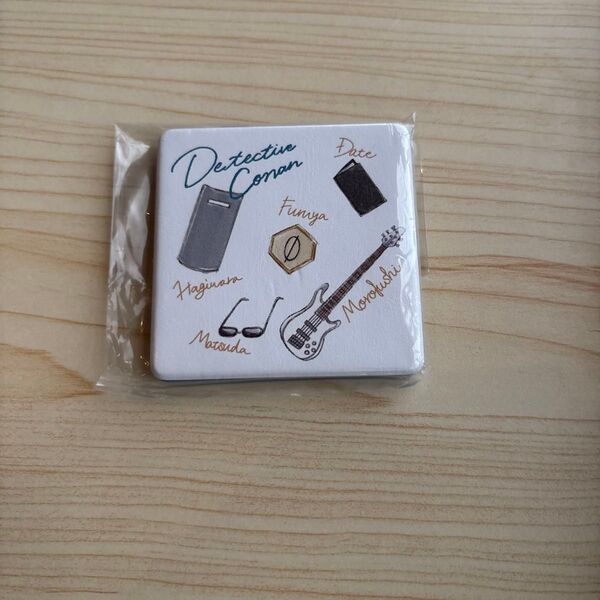 Detective
Conan
Date
Furuya
Ø
Hagiwara
Morofushi
Matsuda